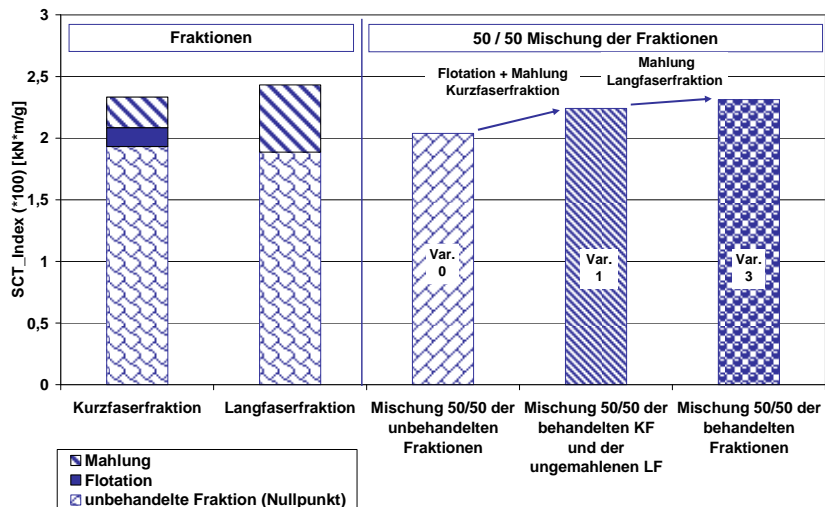 Fraktionen
50 / 50 Mischung der Fraktionen
SCT_Index (*100) [kN*m/g]
3
2,5
2
1,5
1
0,5
0
Flotation + Mahlung
Kurzfaserfraktion
Mahlung
Langfaserfraktion
Var.
0
Var.
1
Var.
3
Kurzfaserfraktion
Langfaserfraktion
Mischung 50/50 der
unbehandelten
Fraktionen
Mischung 50/50 der
behandelten KF
und der
ungemahlenen LF
Mischung 50/50 der
behandelten
Fraktionen
Mahlung
Flotation
unbehandelte Fraktion (Nullpunkt)